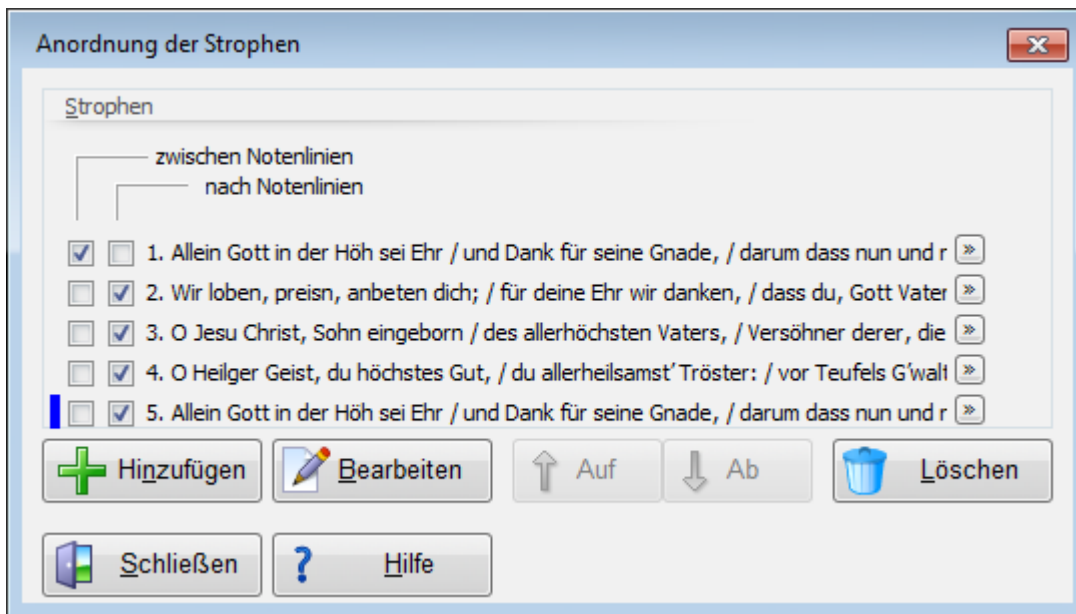 Anordnung der Strophen
Strophen
zwischen Notenlinien
nach Notenlinien
1. Allein Gott in der Höh sei Ehr / und Dank für seine Gnade, / darum dass nun und r »
2. Wir loben, preisn, anbeten dich; / für deine Ehr wir danken, / dass du, Gott Vater »
3. O Jesu Christ, Sohn eingeborn / des allerhöchsten Vaters, / Versöhner derer, die »
4. O Heilger Geist, du höchstes Gut, / du allerheilsamst' Tröster: / vor Teufels G'walt »
5. Allein Gott in der Höh sei Ehr / und Dank für seine Gnade, / darum dass nun und r »
Hinzufügen Bearbeiten Auf Ab Löschen
Schließen ? Hilfe